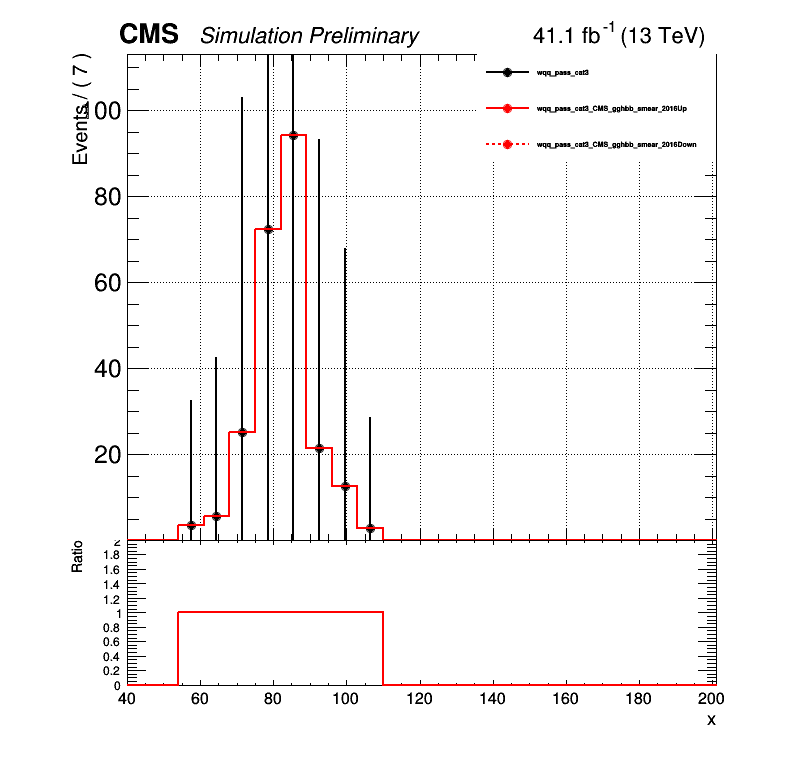 CMS Simulation Preliminary 41.1 fb-1 (13 TeV)
Events / ( 7 )
100
80
60
40
20
wqq_pass_cat3
wqq_pass_cat3_CMS_gghbb_smear_2016Up
wqq_pass_cat3_CMS_gghbb_smear_2016Down
Ratio
2
1.8
1.6
1.4
1.2
1
0.8
0.6
0.4
0.2
0
40 60 80 100 120 140 160 180 200
x